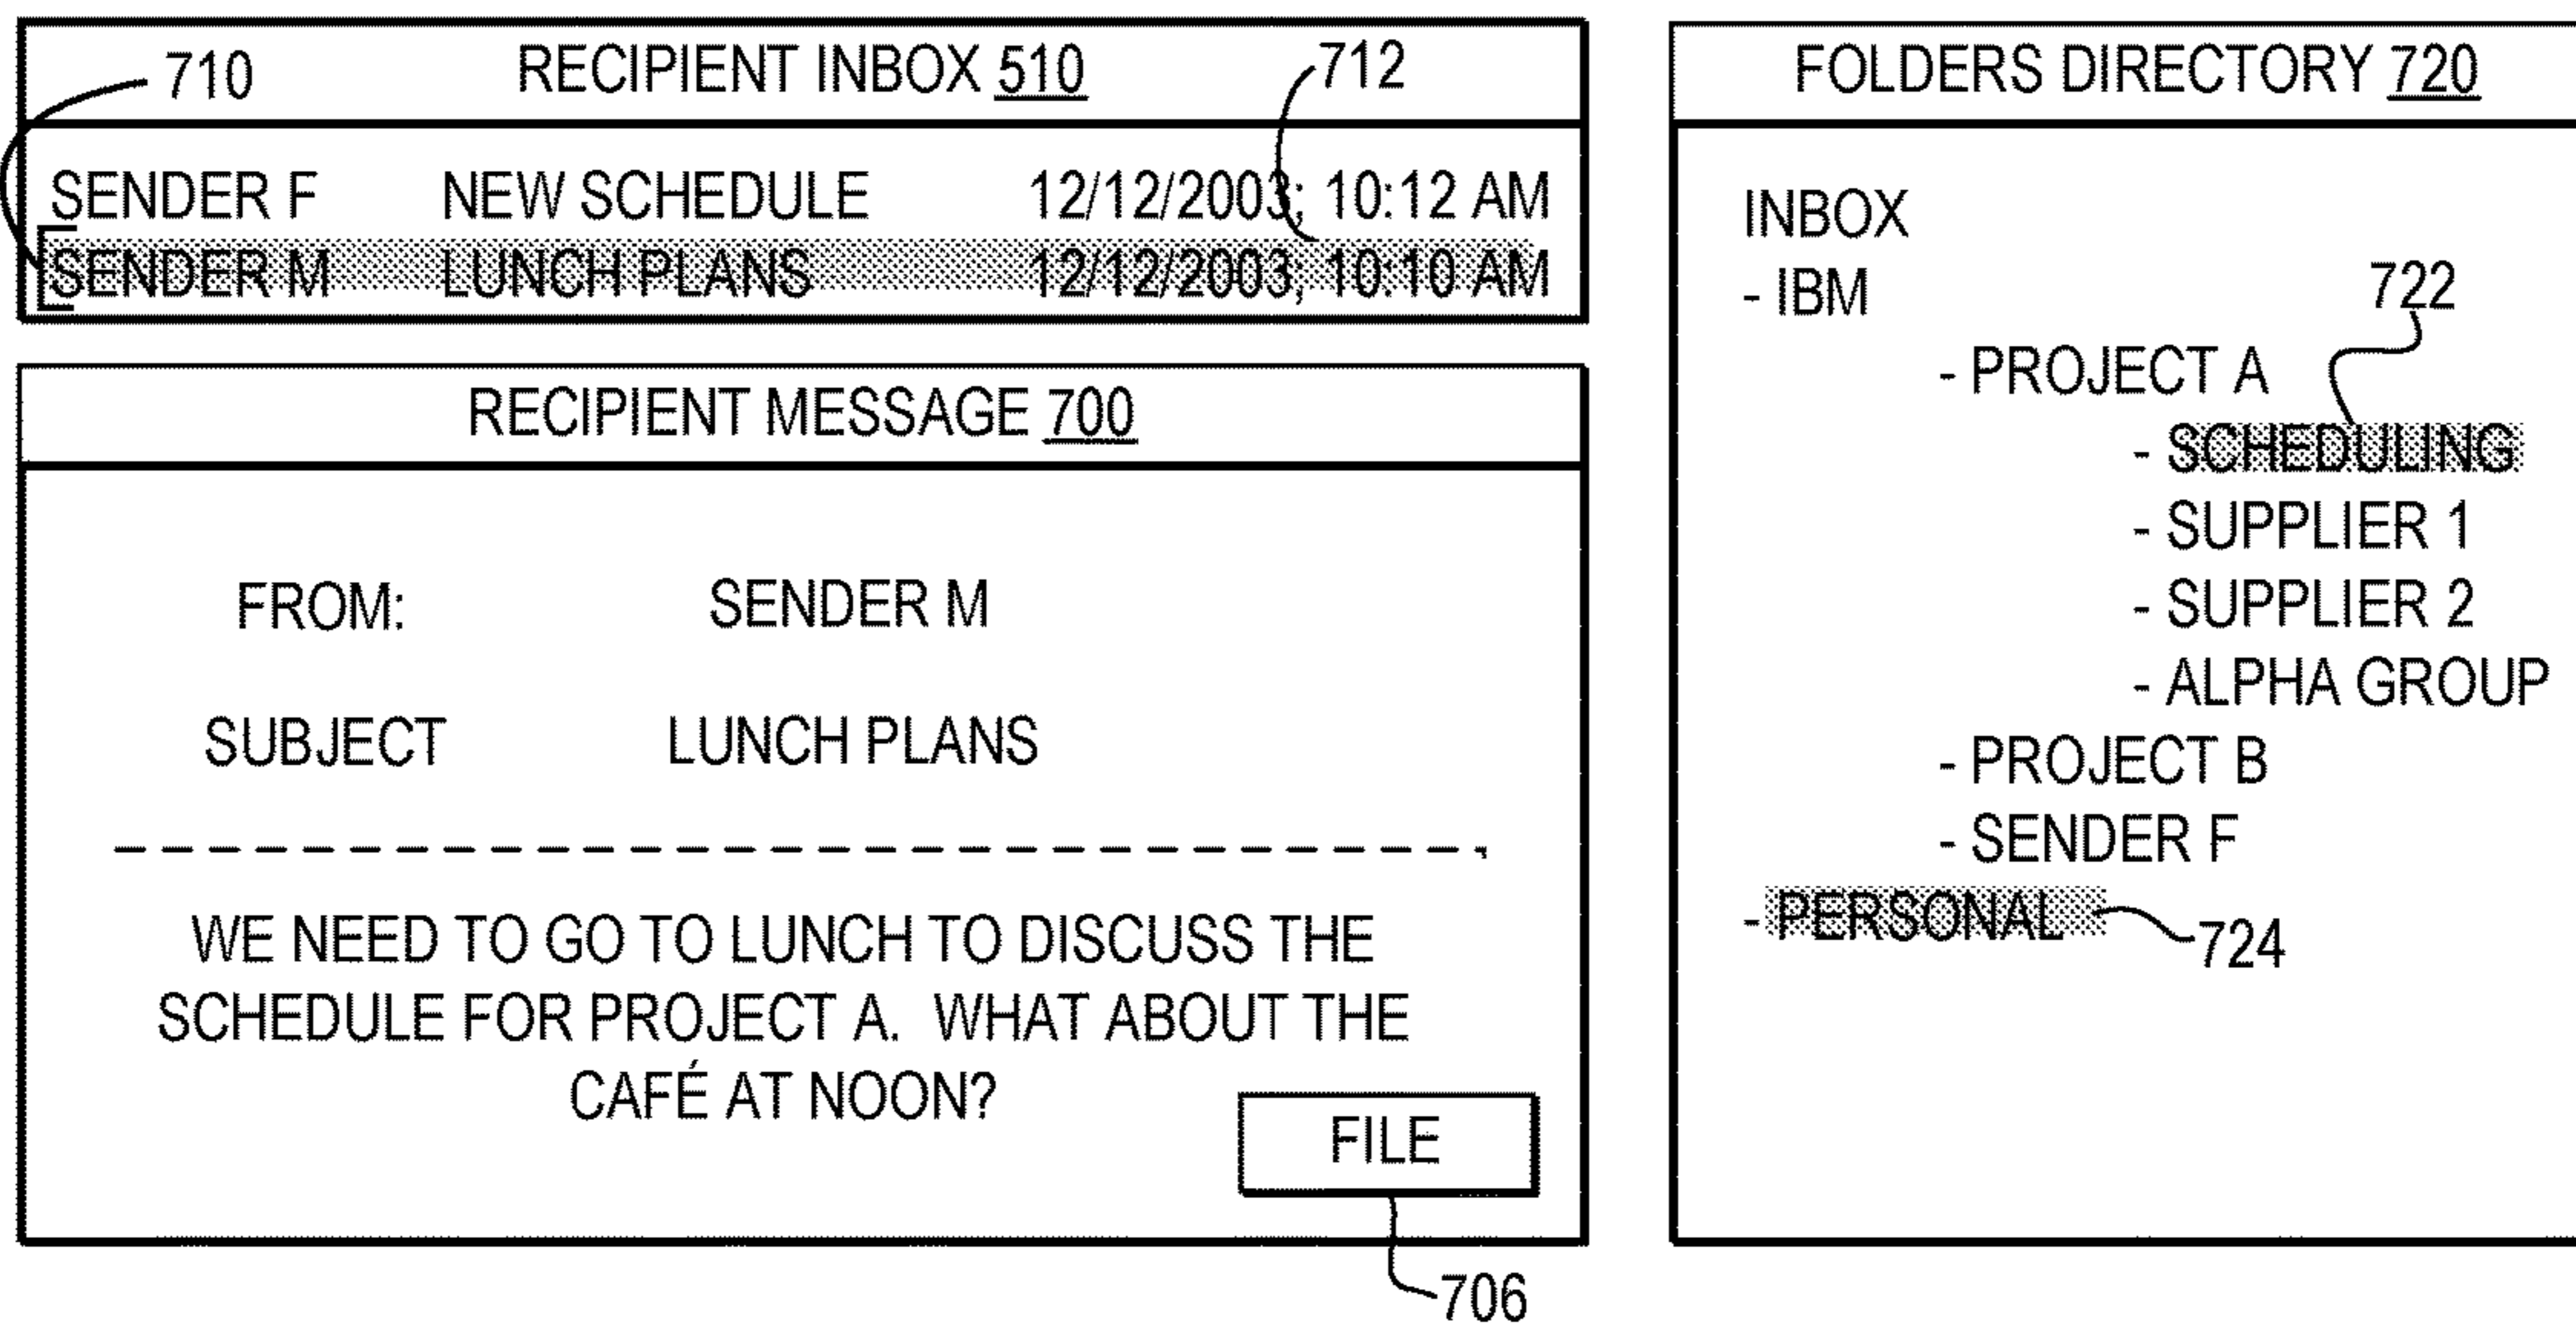 RECIPIENT INBOX 510
710
712
SENDER F NEW SCHEDULE 12/12/2003; 10:12 AM
SENDER M LUNCH PLANS 12/12/2003; 10:10 AM
RECIPIENT MESSAGE 700
FROM: SENDER M
SUBJECT LUNCH PLANS
WE NEED TO GO TO LUNCH TO DISCUSS THE
SCHEDULE FOR PROJECT A. WHAT ABOUT THE
CAFÉ AT NOON?
FILE
706
FOLDERS DIRECTORY 720
INBOX
- IBM
722
- PROJECT A
- SCHEDULING
- SUPPLIER 1
- SUPPLIER 2
- ALPHA GROUP
- PROJECT B
- SENDER F
- PERSONAL
724